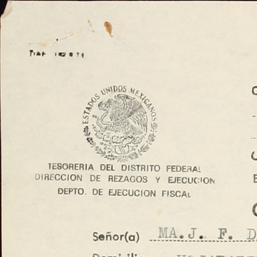 ESTADOS UNIDOS MEXICANOS
TESORERIA DEL DISTRITO FEDERAL
DIRECCION DE REZAGOS Y EJECUCION
DEPTO. DE EJECUCION FISCAL
Señor(a) MA. J. F. D